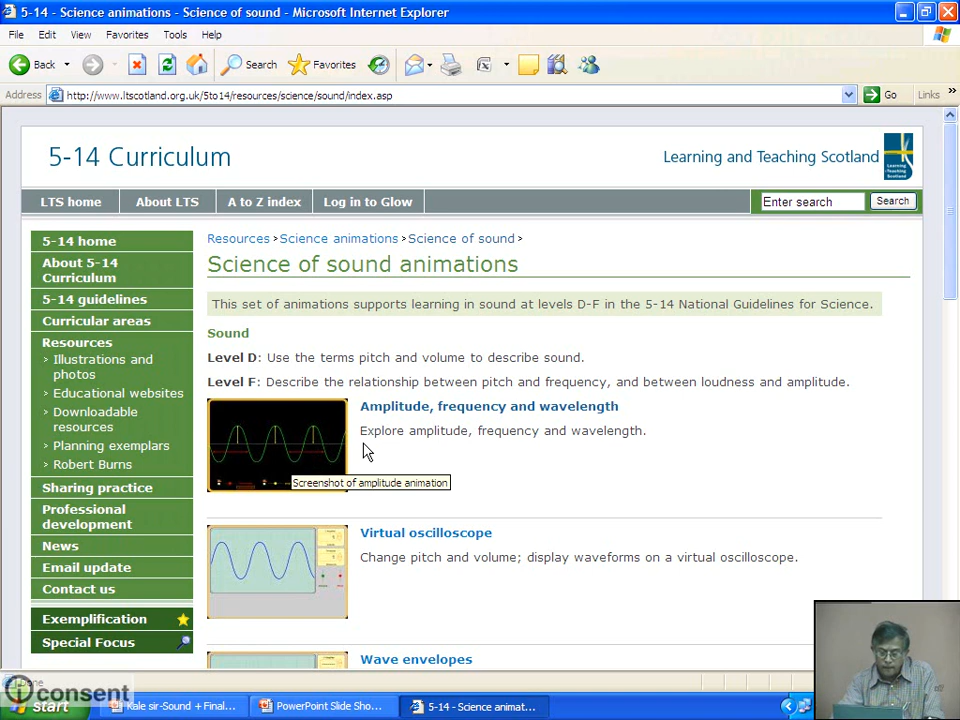 5-14 - Science animations - Science of sound - Microsoft Internet Explorer
File Edit View Favorites Tools Help
Back Search Favorites
Address http://www.ltscotland.org.uk/5to14/resources/science/sound/index.asp Go Links »
5-14 Curriculum
Learning and Teaching Scotland
LTS home About LTS A to Z index Log in to Glow Enter search Search
5-14 home
About 5-14
Curriculum
5-14 guidelines
Curricular areas
Resources
› Illustrations and
photos
› Educational websites
› Downloadable
resources
› Planning exemplars
› Robert Burns
Sharing practice
Professional
development
News
Email update
Contact us
Exemplification
Special Focus
Resources › Science animations › Science of sound ›
Science of sound animations
This set of animations supports learning in sound at levels D-F in the 5-14 National Guidelines for Science.
Sound
Level D: Use the terms pitch and volume to describe sound.
Level F: Describe the relationship between pitch and frequency, and between loudness and amplitude.
Amplitude, frequency and wavelength
Explore amplitude, frequency and wavelength.
Screenshot of amplitude animation
Virtual oscilloscope
Change pitch and volume; display waveforms on a virtual oscilloscope.
Wave envelopes
Done
consent
start Kale sir-Sound + Final... PowerPoint Slide Sho... 5-14 - Science animat...